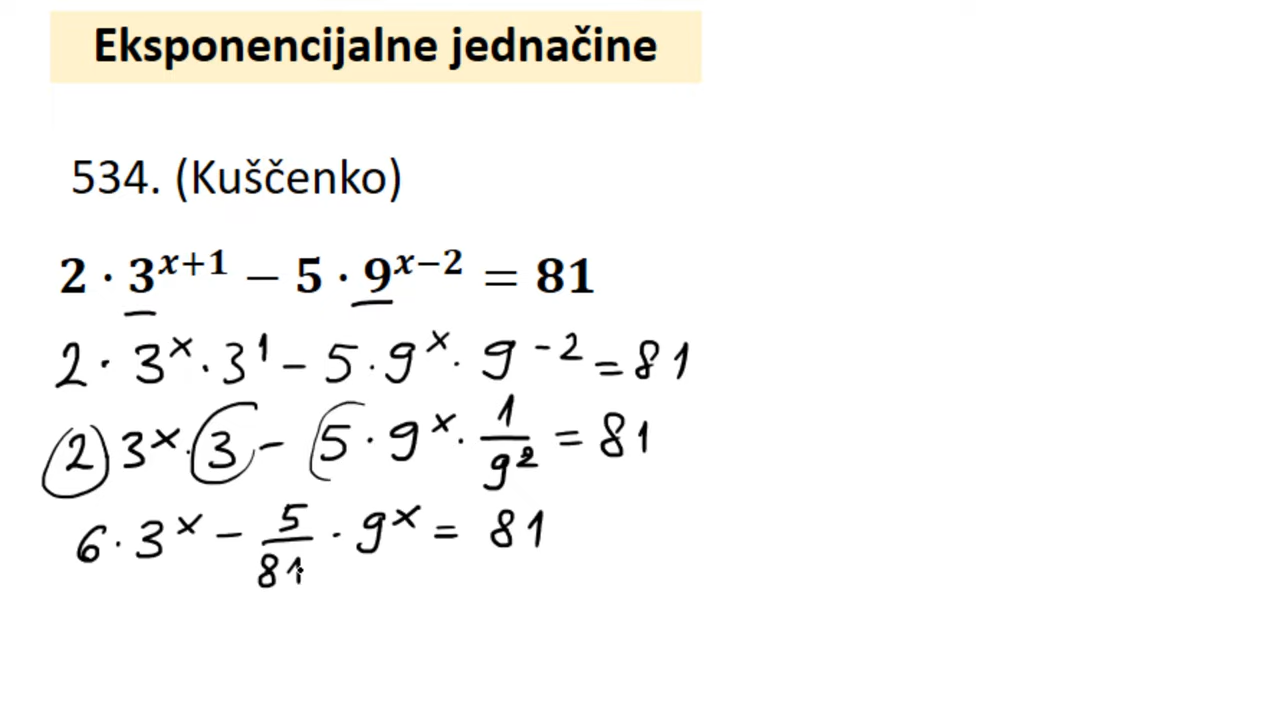 Eksponencijalne jednačine
534. (Kuščenko)
2 · 3^{x+1} − 5 · 9^{x−2} = 81
2 · 3^x · 3^1 − 5 · 9^x · 9^{−2} = 81
2 3^x · 3 − 5 · 9^x · 1/9^2 = 81
6 · 3^x − 5/81 · 9^x = 81